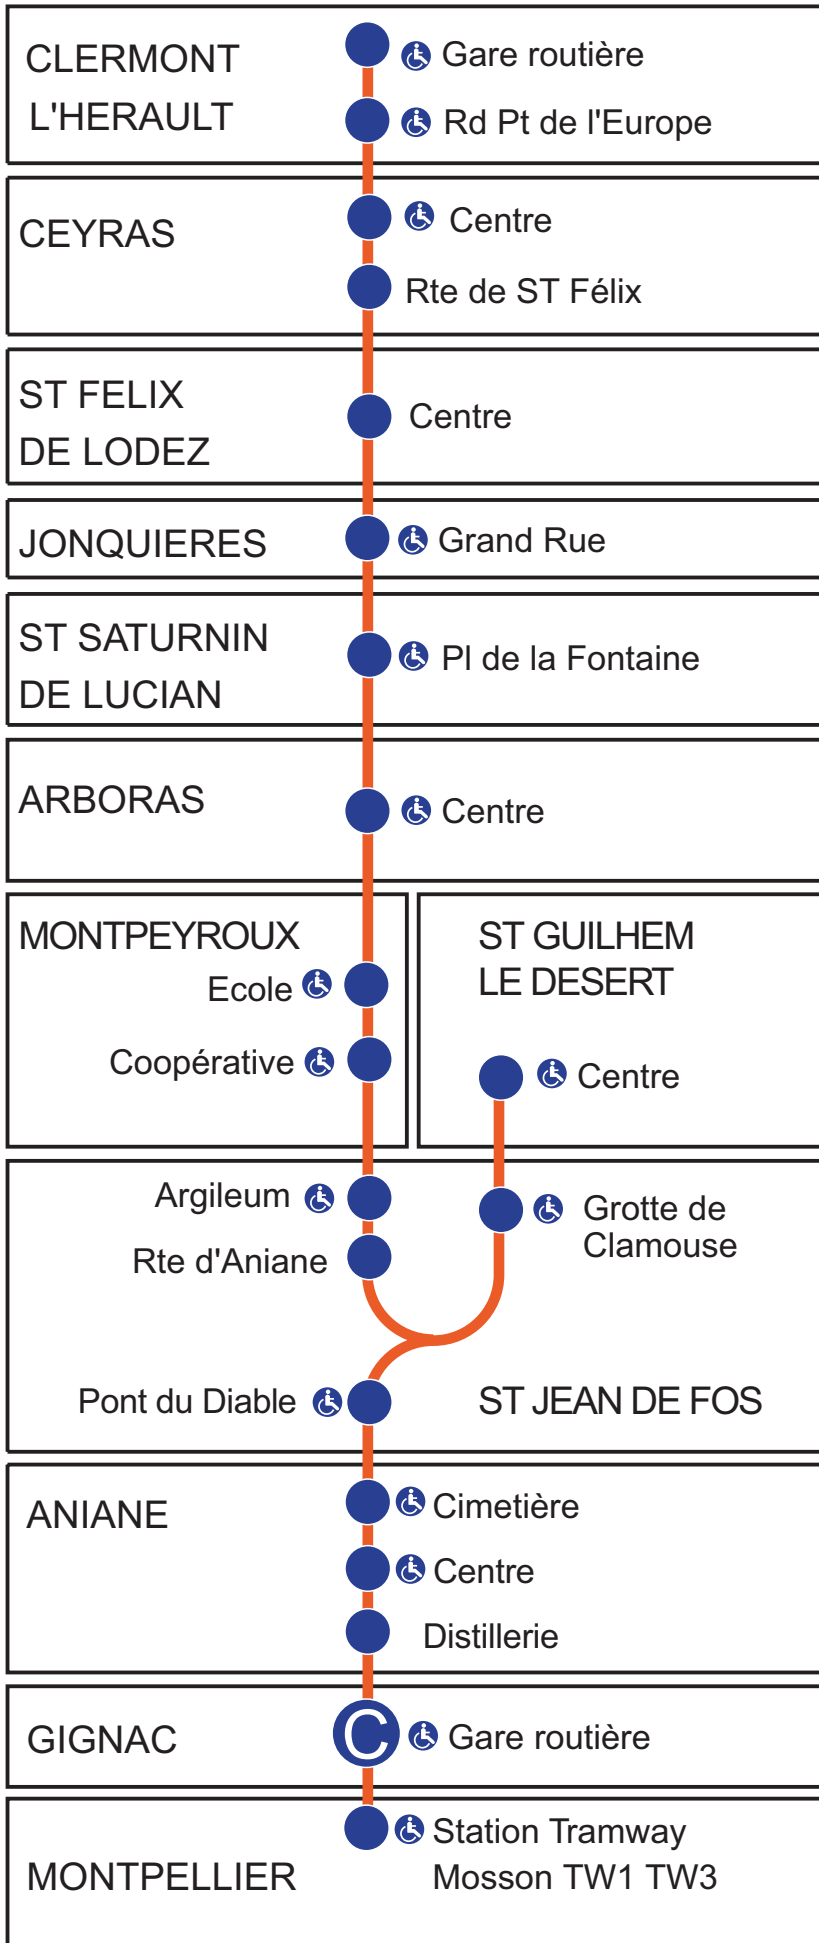 CLERMONT
L'HERAULT
Gare routière
Rd Pt de l'Europe
CEYRAS
Centre
Rte de ST Félix
ST FELIX
DE LODEZ
Centre
JONQUIERES
Grand Rue
ST SATURNIN
DE LUCIAN
Pl de la Fontaine
ARBORAS
Centre
MONTPEYROUX
Ecole
Coopérative
ST GUILHEM
LE DESERT
Centre
Argileum
Rte d'Aniane
Grotte de
Clamouse
Pont du Diable
ST JEAN DE FOS
ANIANE
Cimetière
Centre
Distillerie
GIGNAC
C
Gare routière
MONTPELLIER
Station Tramway
Mosson TW1 TW3